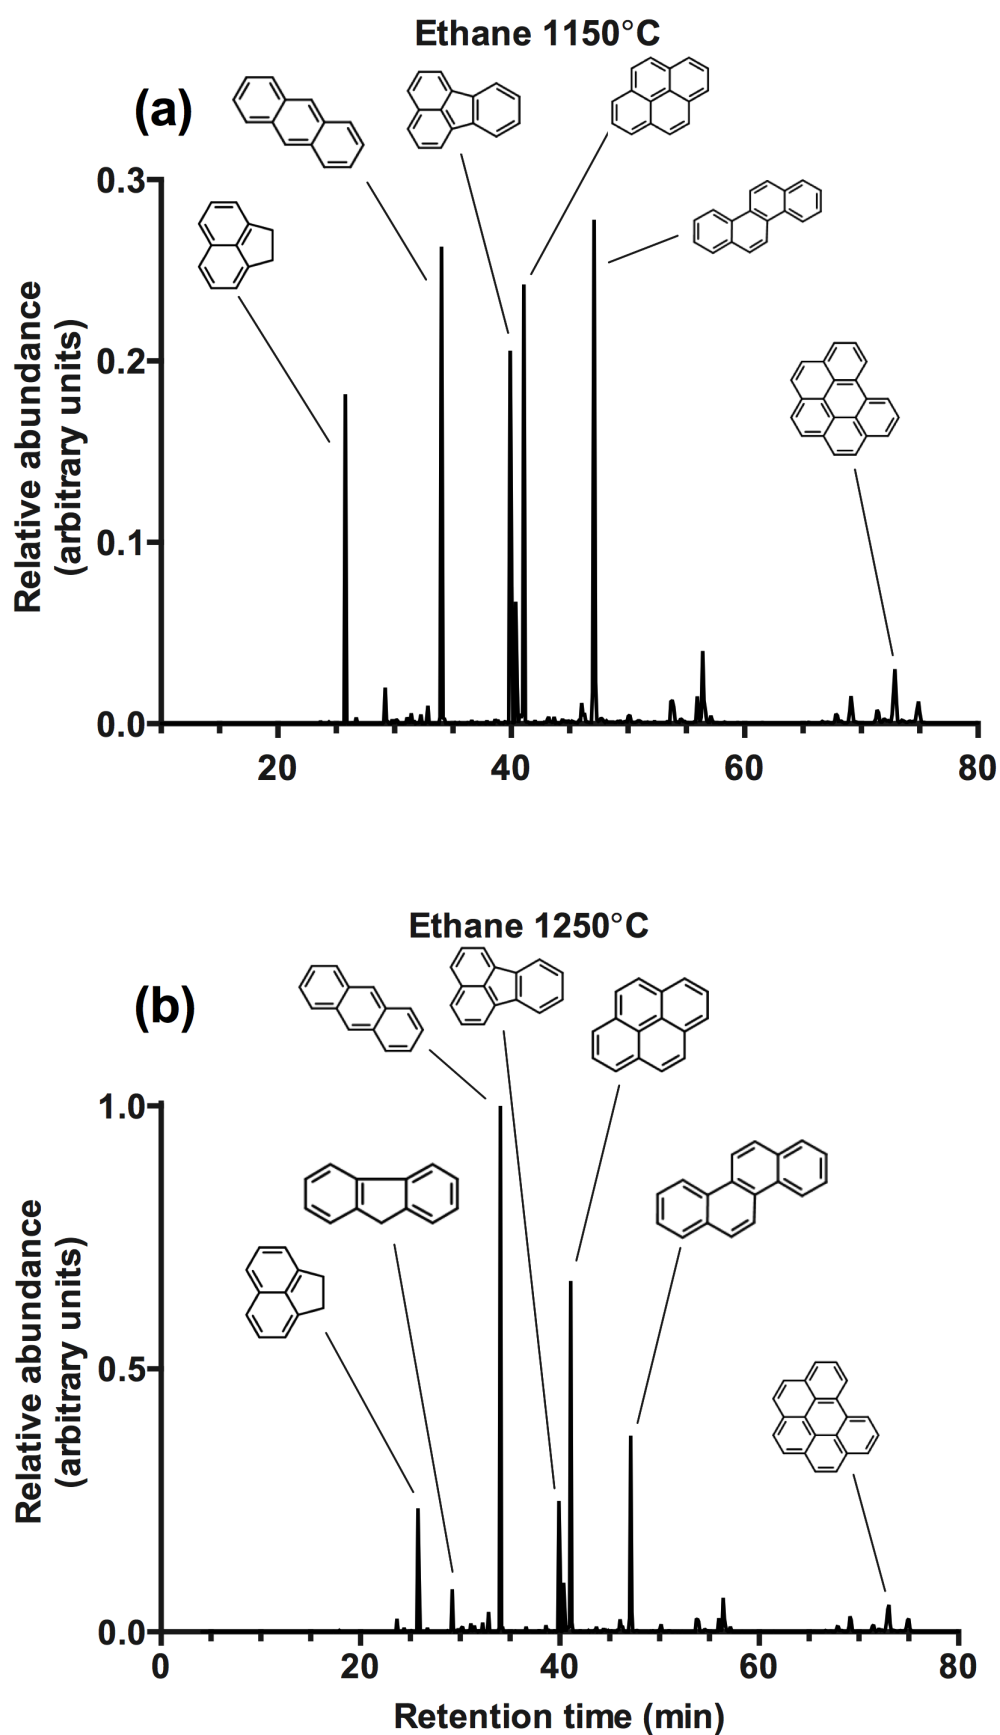 Ethane 1150°C
(a)
Relative abundance
(arbitrary units)
0.3
0.2
0.1
0.0
20 40 60 80
Ethane 1250°C
(b)
Relative abundance
(arbitrary units)
1.0
0.5
0.0
0 20 40 60 80
Retention time (min)